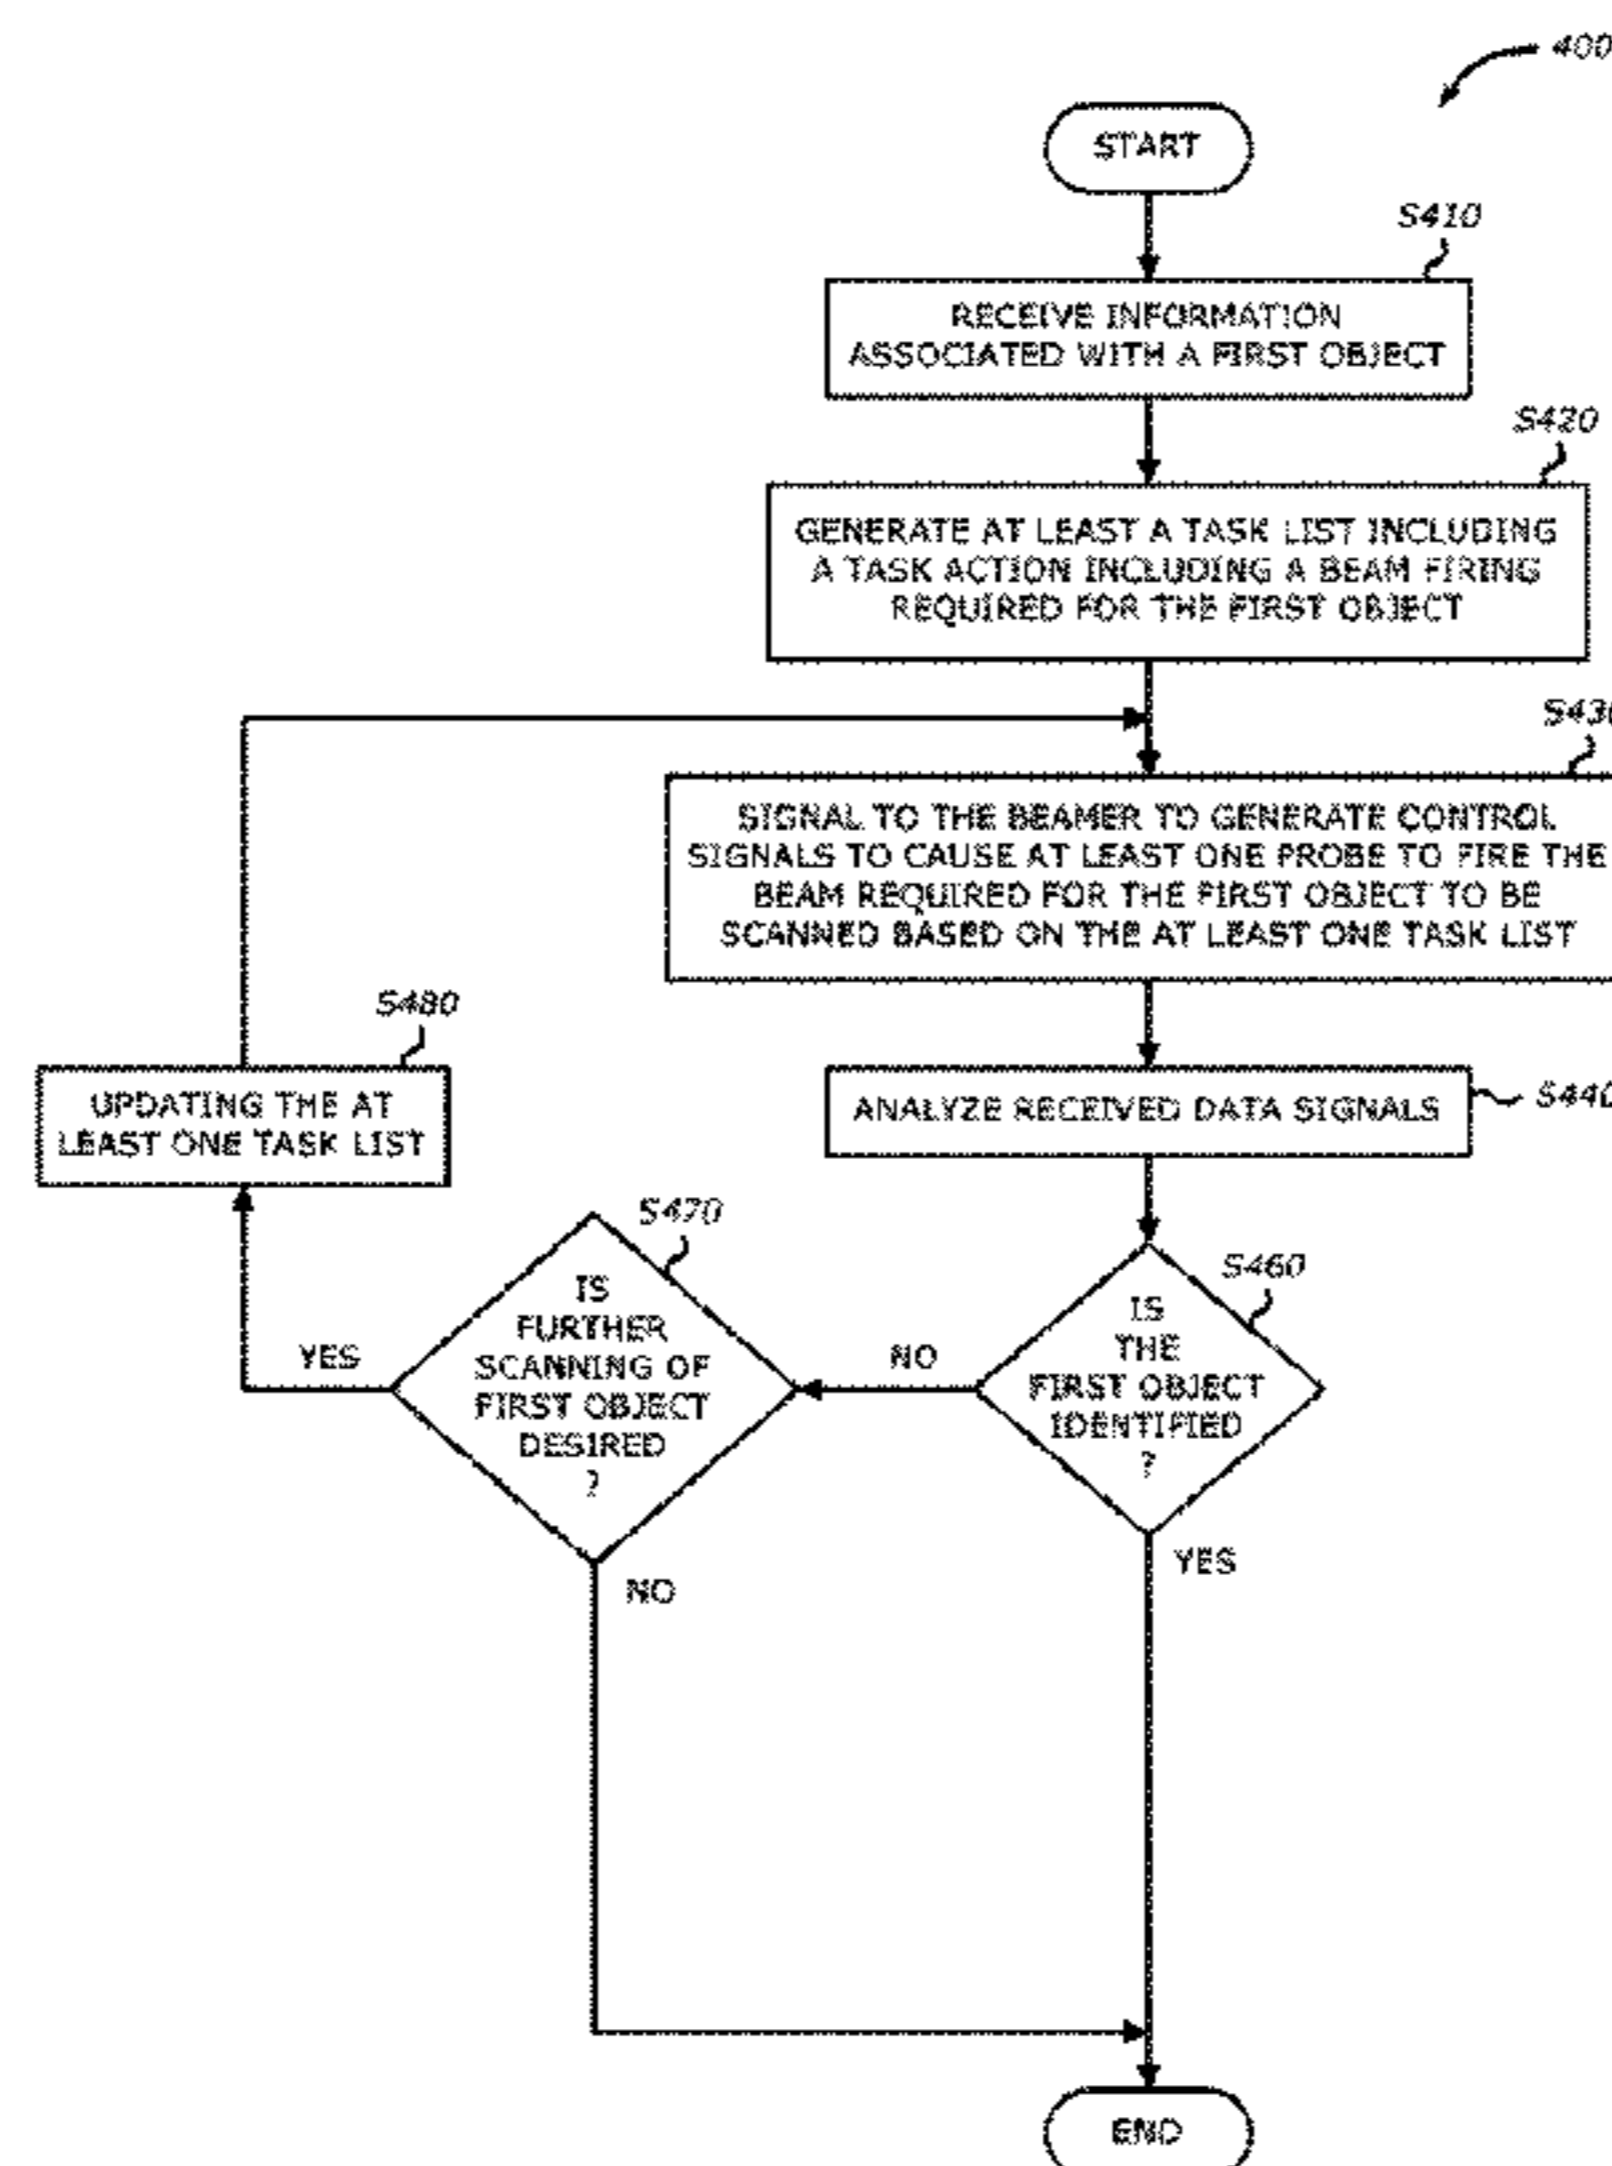 400
START
S410
RECEIVE INFORMATION
ASSOCIATED WITH A FIRST OBJECT
S420
GENERATE AT LEAST A TASK LIST INCLUDING
A TASK ACTION INCLUDING A BEAM FIRING
REQUIRED FOR THE FIRST OBJECT
S430
SIGNAL TO THE BEAMER TO GENERATE CONTROL
SIGNALS TO CAUSE AT LEAST ONE PROBE TO FIRE THE
BEAM REQUIRED FOR THE FIRST OBJECT TO BE
SCANNED BASED ON THE AT LEAST ONE TASK LIST
S480
UPDATING THE AT
LEAST ONE TASK LIST
ANALYZE RECEIVED DATA SIGNALS
S440
S470
IS
FURTHER
SCANNING OF
FIRST OBJECT
DESIRED
?
S460
IS
THE
FIRST OBJECT
IDENTIFIED
?
YES
NO
NO
YES
END